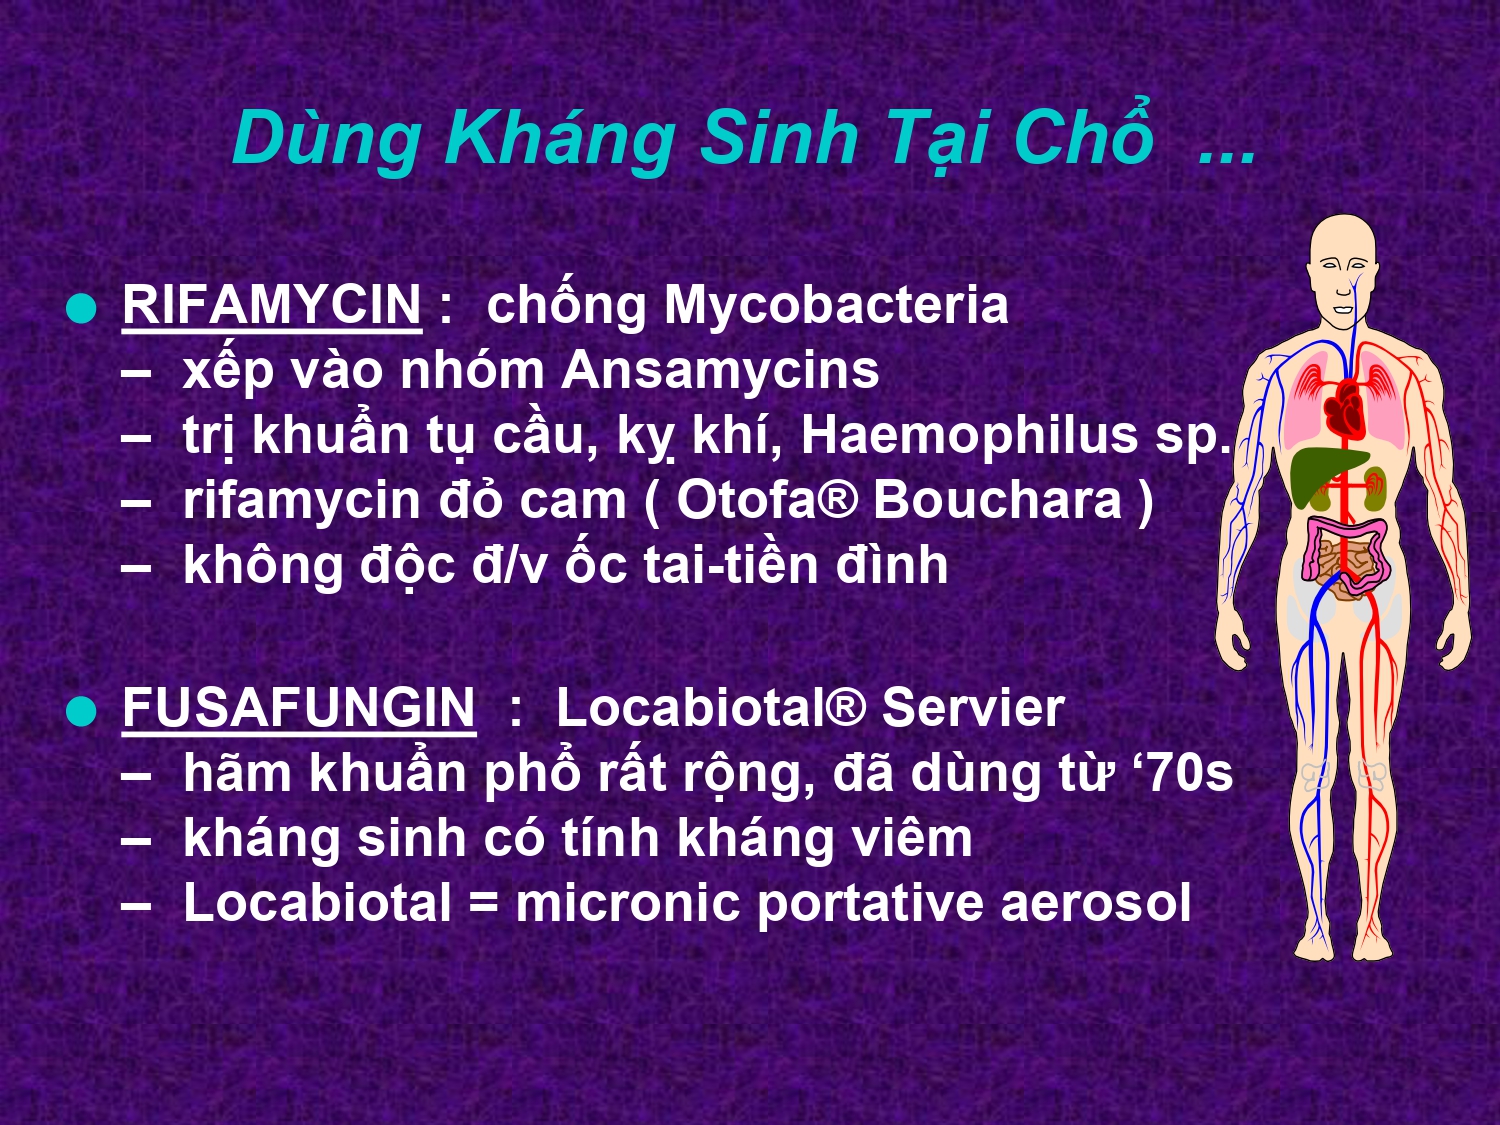 Dùng Kháng Sinh Tại Chổ ...
RIFAMYCIN : chống Mycobacteria
– xếp vào nhóm Ansamycins
– trị khuẩn tụ cầu, kỵ khí, Haemophilus sp.
– rifamycin đỏ cam ( Otofa® Bouchara )
– không độc đ/v ốc tai-tiền đình
FUSAFUNGIN : Locabiotal® Servier
– hãm khuẩn phổ rất rộng, đã dùng từ ‘70s
– kháng sinh có tính kháng viêm
– Locabiotal = micronic portative aerosol